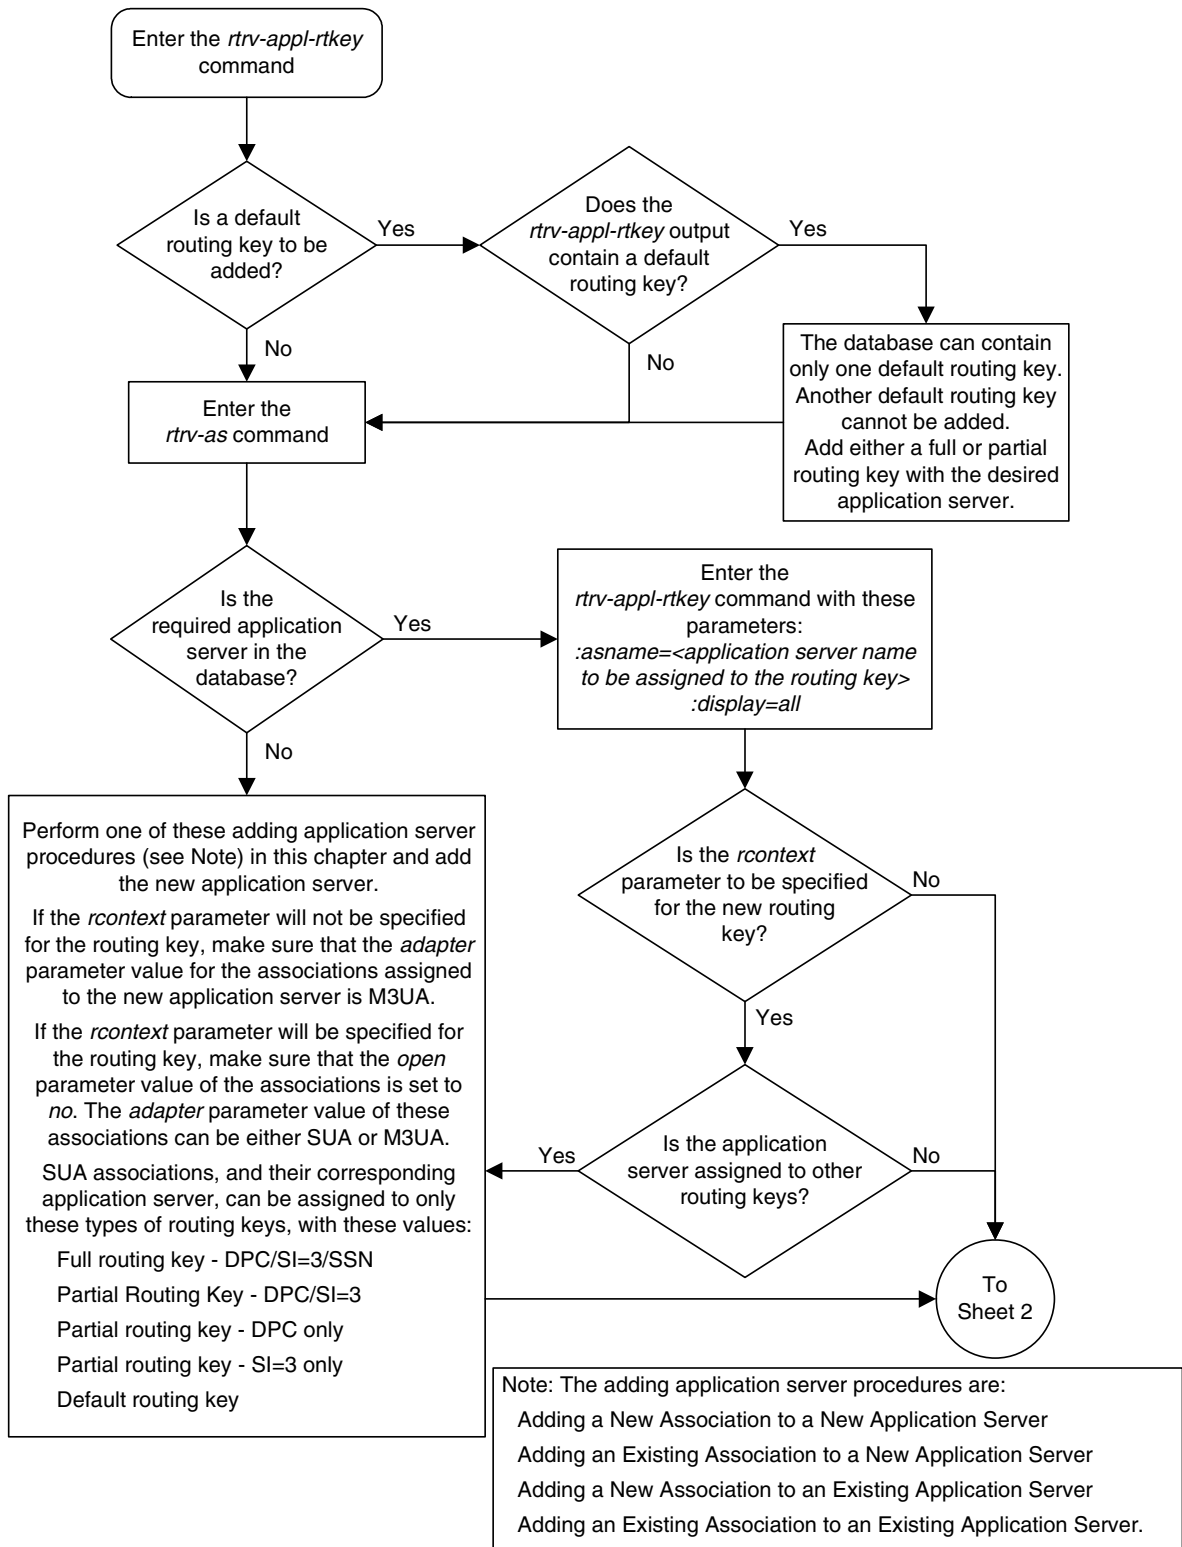 Enter the rtrv-appl-rtkey
command
Is a default
routing key to be
added?
Yes
No
Does the
rtrv-appl-rtkey output
contain a default
routing key?
Yes
No
The database can contain
only one default routing key.
Another default routing key
cannot be added.
Add either a full or partial
routing key with the desired
application server.
Enter the
rtrv-as command
Is the
required application
server in the
database?
Yes
No
Enter the
rtrv-appl-rtkey command with these
parameters:
:asname=<application server name
to be assigned to the routing key>
:display=all
Is the rcontext
parameter to be specified
for the new routing
key?
No
Yes
Is the application
server assigned to other
routing keys?
Yes
No
Perform one of these adding application server
procedures (see Note) in this chapter and add
the new application server.
If the rcontext parameter will not be specified
for the routing key, make sure that the adapter
parameter value for the associations assigned
to the new application server is M3UA.
If the rcontext parameter will be specified for
the routing key, make sure that the open
parameter value of the associations is set to
no. The adapter parameter value of these
associations can be either SUA or M3UA.
SUA associations, and their corresponding
application server, can be assigned to only
these types of routing keys, with these values:
Full routing key - DPC/SI=3/SSN
Partial Routing Key - DPC/SI=3
Partial routing key - DPC only
Partial routing key - SI=3 only
Default routing key
To
Sheet 2
Note: The adding application server procedures are:
Adding a New Association to a New Application Server
Adding an Existing Association to a New Application Server
Adding a New Association to an Existing Application Server
Adding an Existing Association to an Existing Application Server.